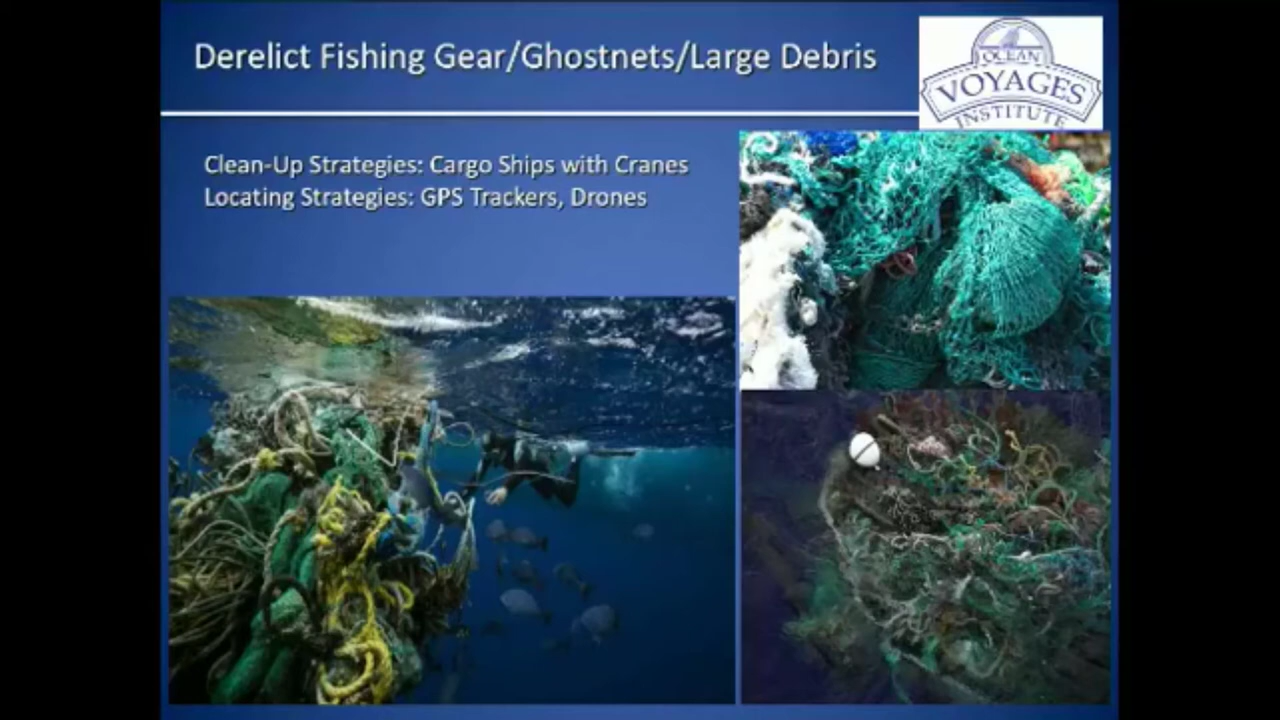 Derelict Fishing Gear/Ghostnets/Large Debris
OCEAN
VOYAGES
INSTITUTE
Clean-Up Strategies: Cargo Ships with Cranes
Locating Strategies: GPS Trackers, Drones